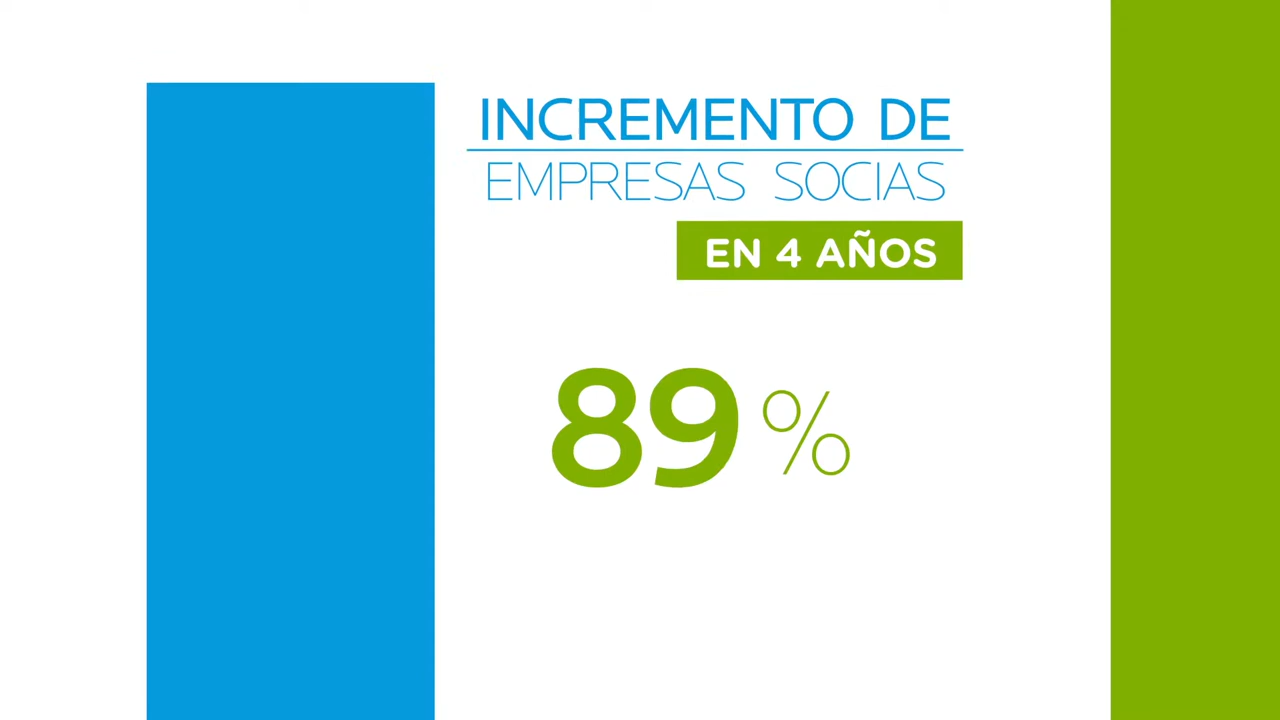 INCREMENTO DE
EMPRESAS SOCIAS
EN 4 AÑOS
89 %